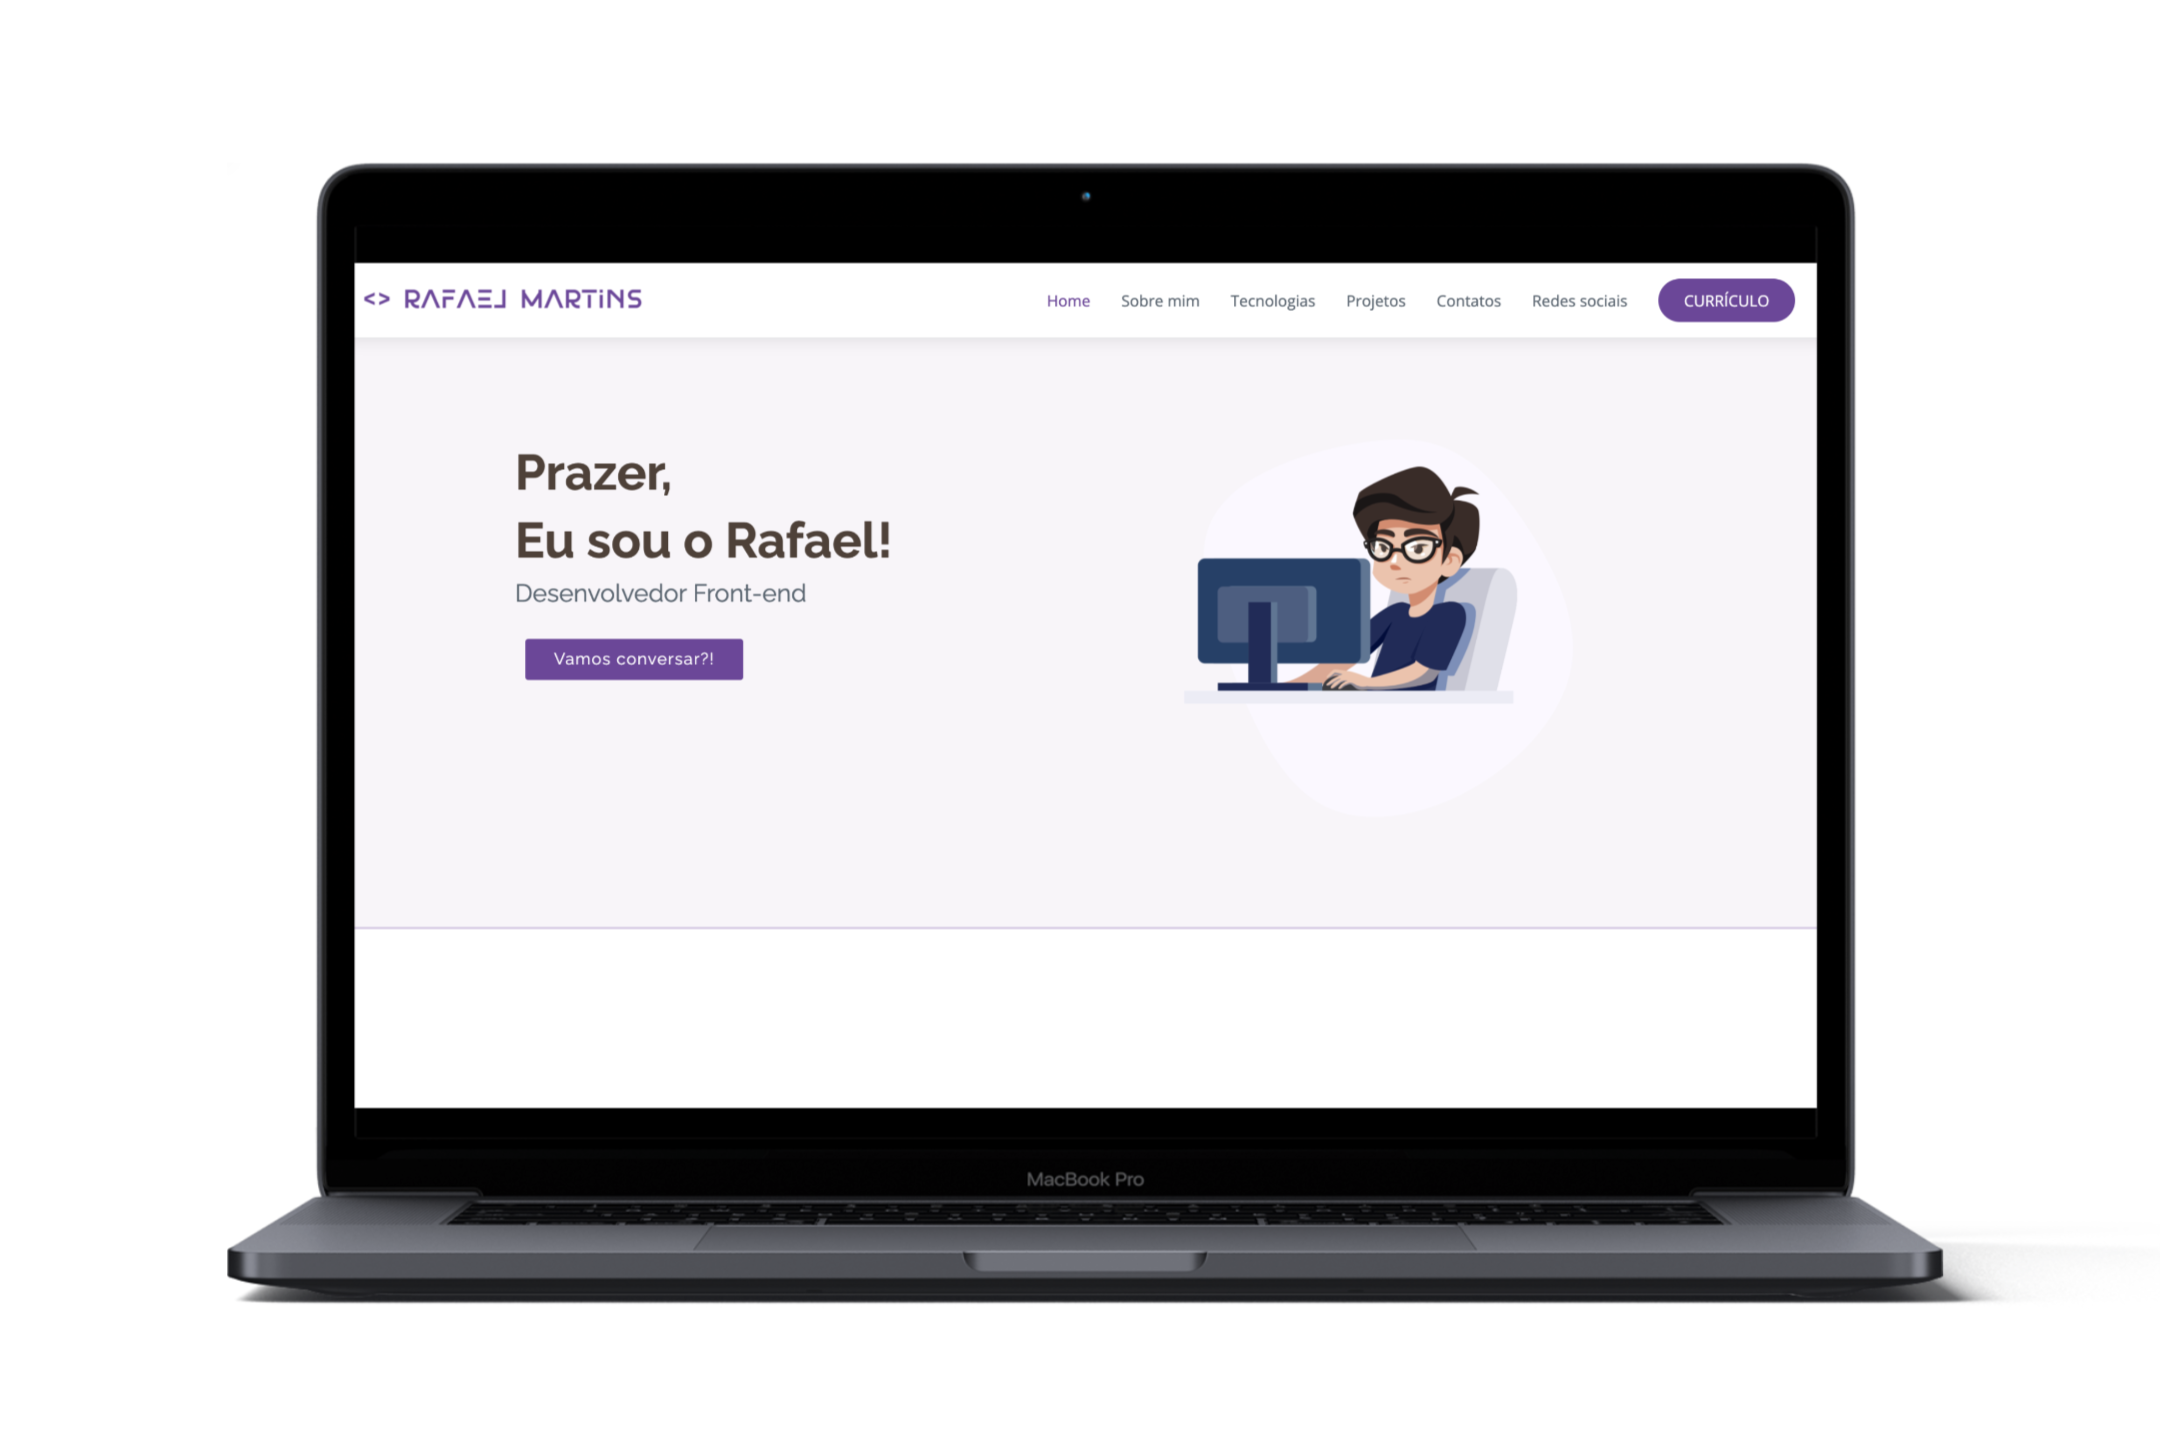 <> RAFAEL MARTiNS
Home Sobre mim Tecnologias Projetos Contatos Redes sociais CURRÍCULO
Prazer,
Eu sou o Rafael!
Desenvolvedor Front-end
Vamos conversar?!
MacBook Pro